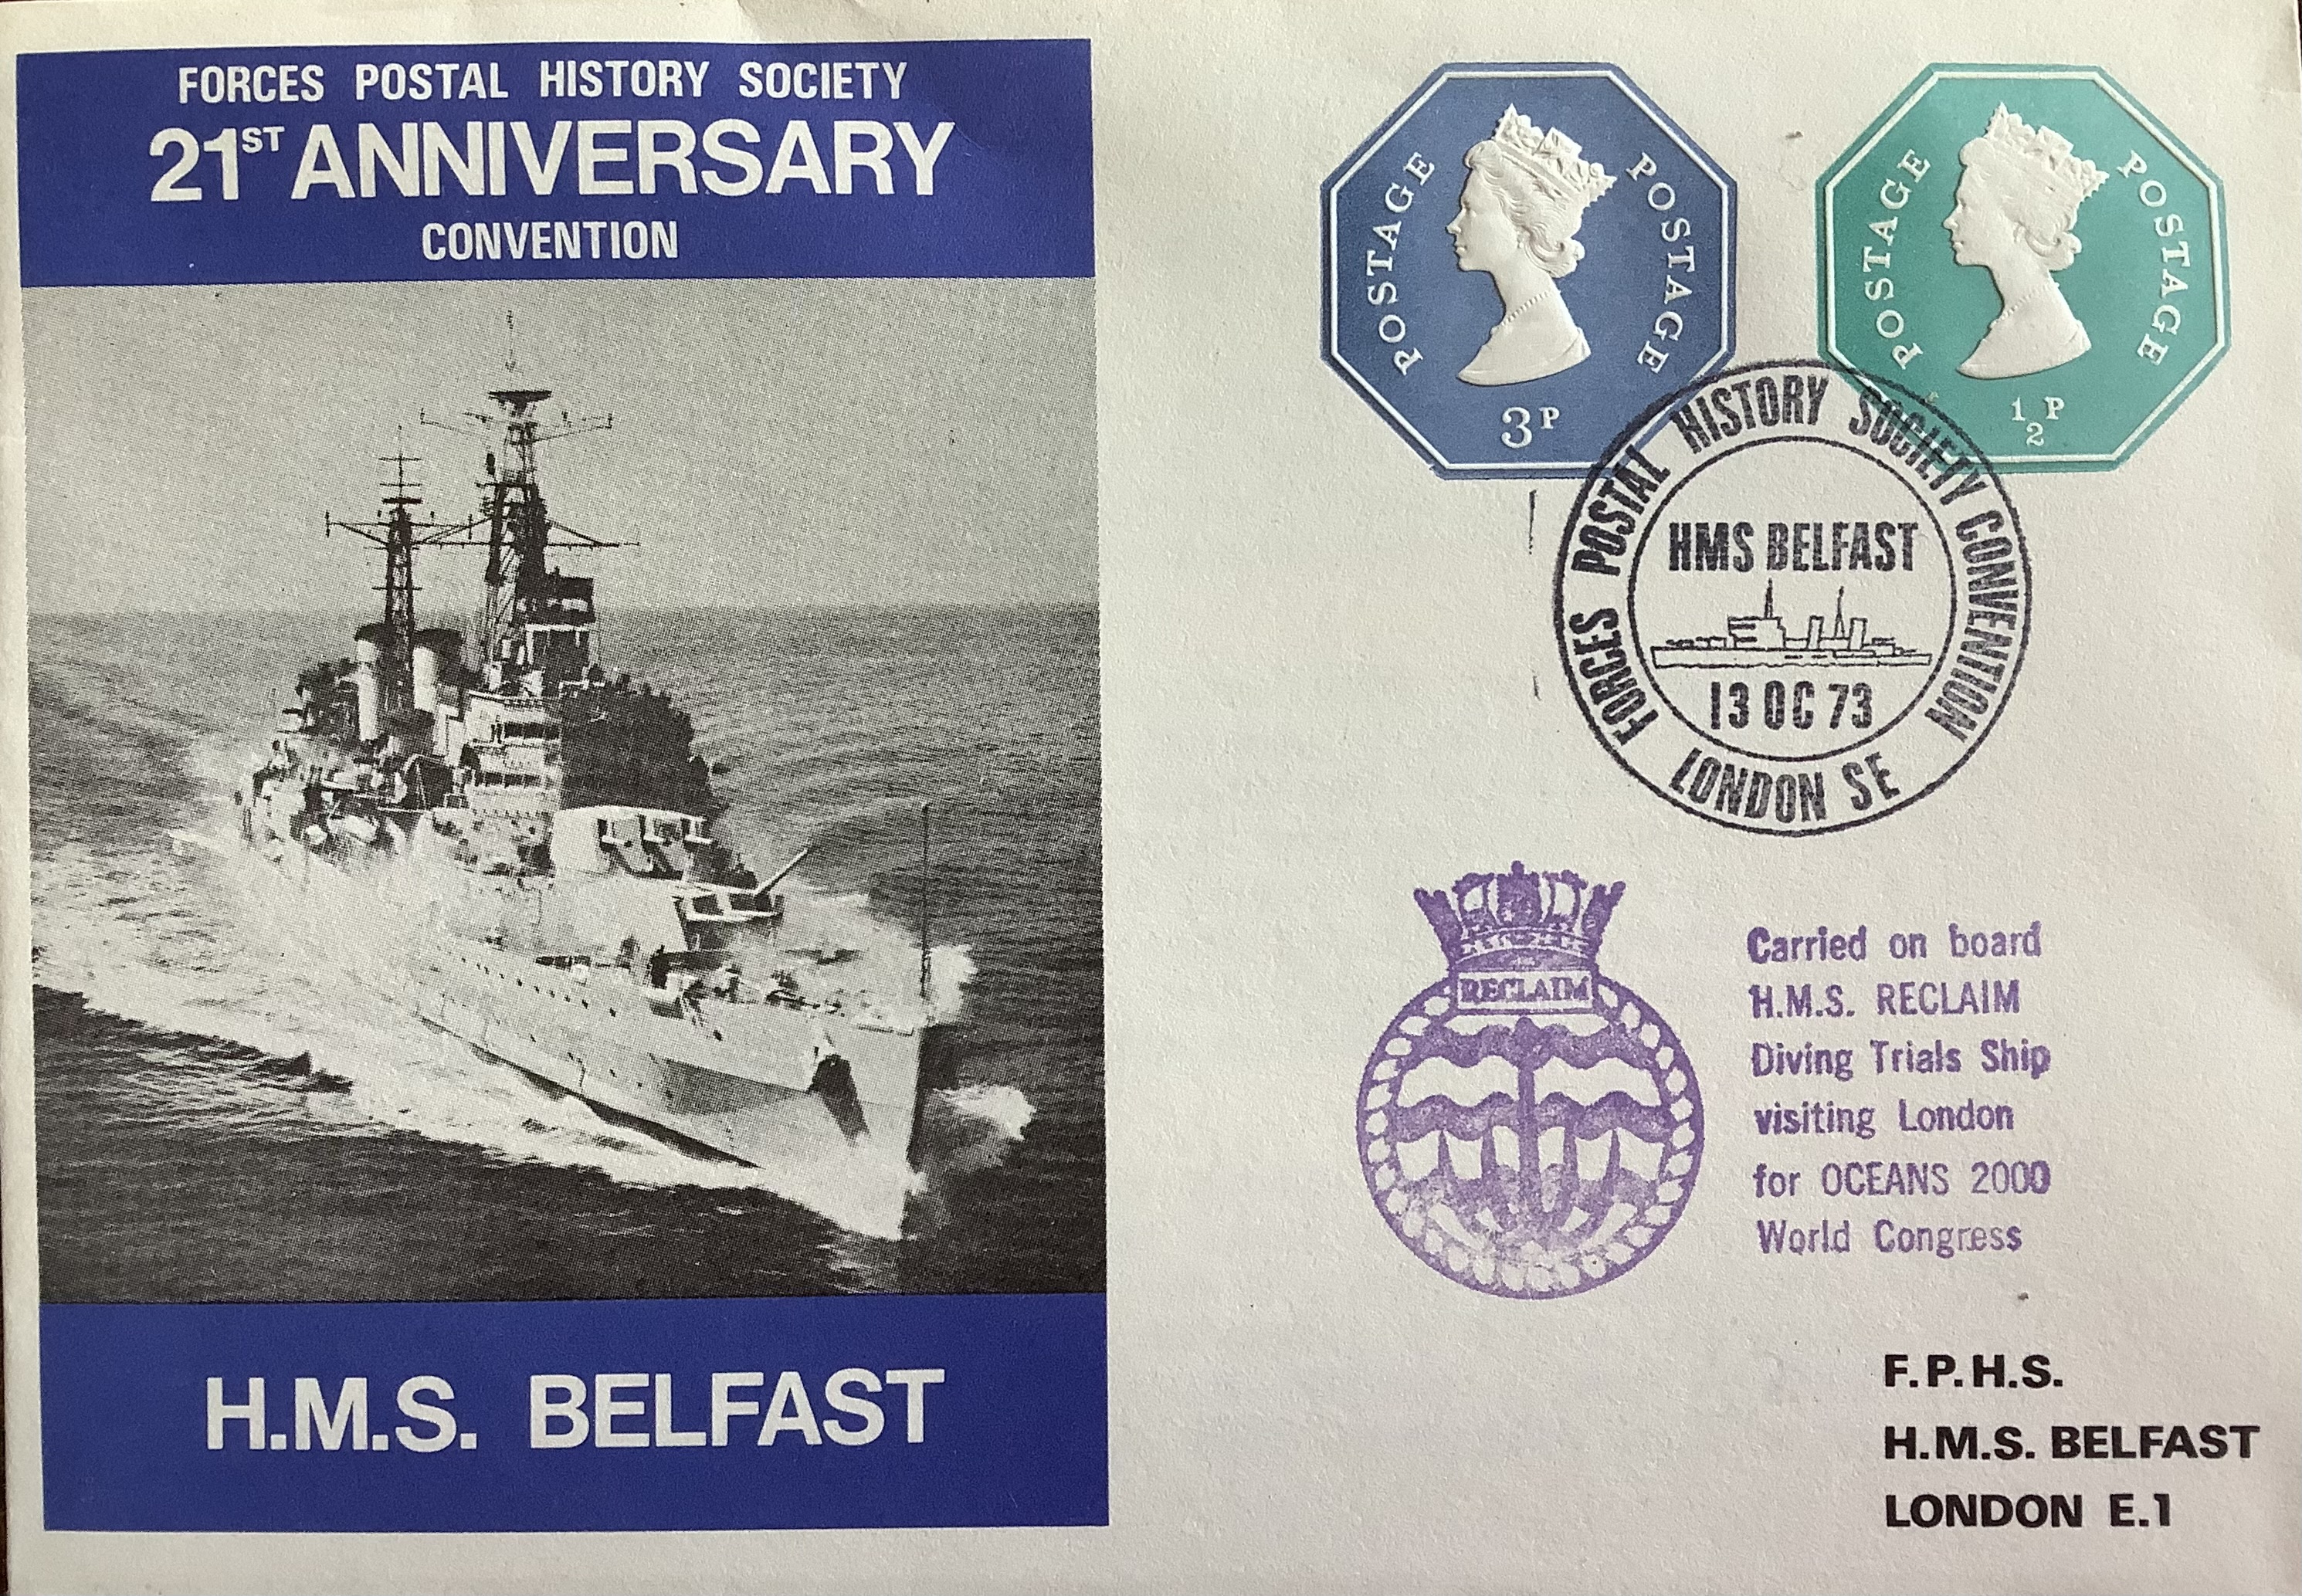 FORCES POSTAL HISTORY SOCIETY
21ST ANNIVERSARY
CONVENTION
H.M.S. BELFAST
POSTAGE POSTAGE
3P
POSTAGE POSTAGE
1/2P
FORCES POSTAL HISTORY SOCIETY CONVENTION
HMS BELFAST
13 OC 73
LONDON SE
RECLAIM
Carried on board
H.M.S. RECLAIM
Diving Trials Ship
visiting London
for OCEANS 2000
World Congress
F.P.H.S.
H.M.S. BELFAST
LONDON E.1